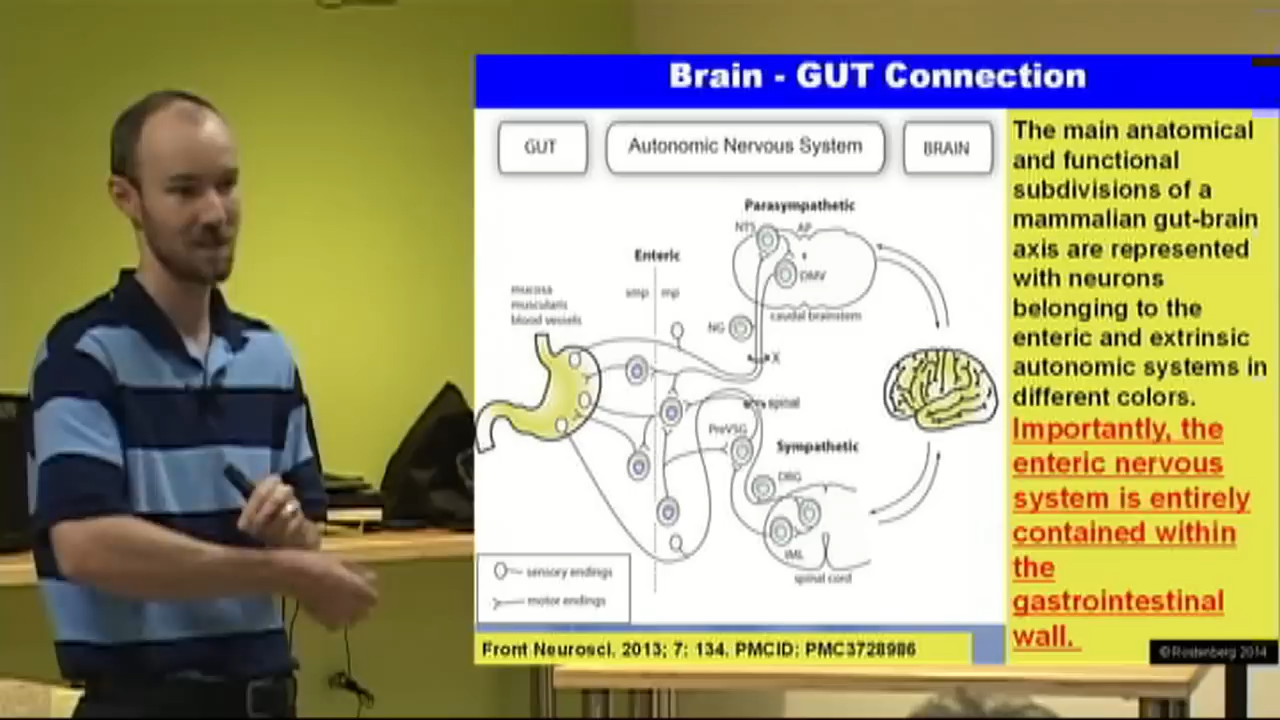 Brain - GUT Connection
GUT
Autonomic Nervous System
BRAIN
Parasympathetic
NTS
AP
Enteric
DMV
mucosa
muscularis
blood vessels
smp
mp
caudal brainstem
NG
X
spinal
PreVSG
Sympathetic
DRG
IML
spinal cord
sensory endings
motor endings
Front Neurosci. 2013; 7: 134. PMCID: PMC3728986
The main anatomical
and functional
subdivisions of a
mammalian gut-brain
axis are represented
with neurons
belonging to the
enteric and extrinsic
autonomic systems in
different colors.
Importantly, the
enteric nervous
system is entirely
contained within
the
gastrointestinal
wall.
©Rostenberg 2014